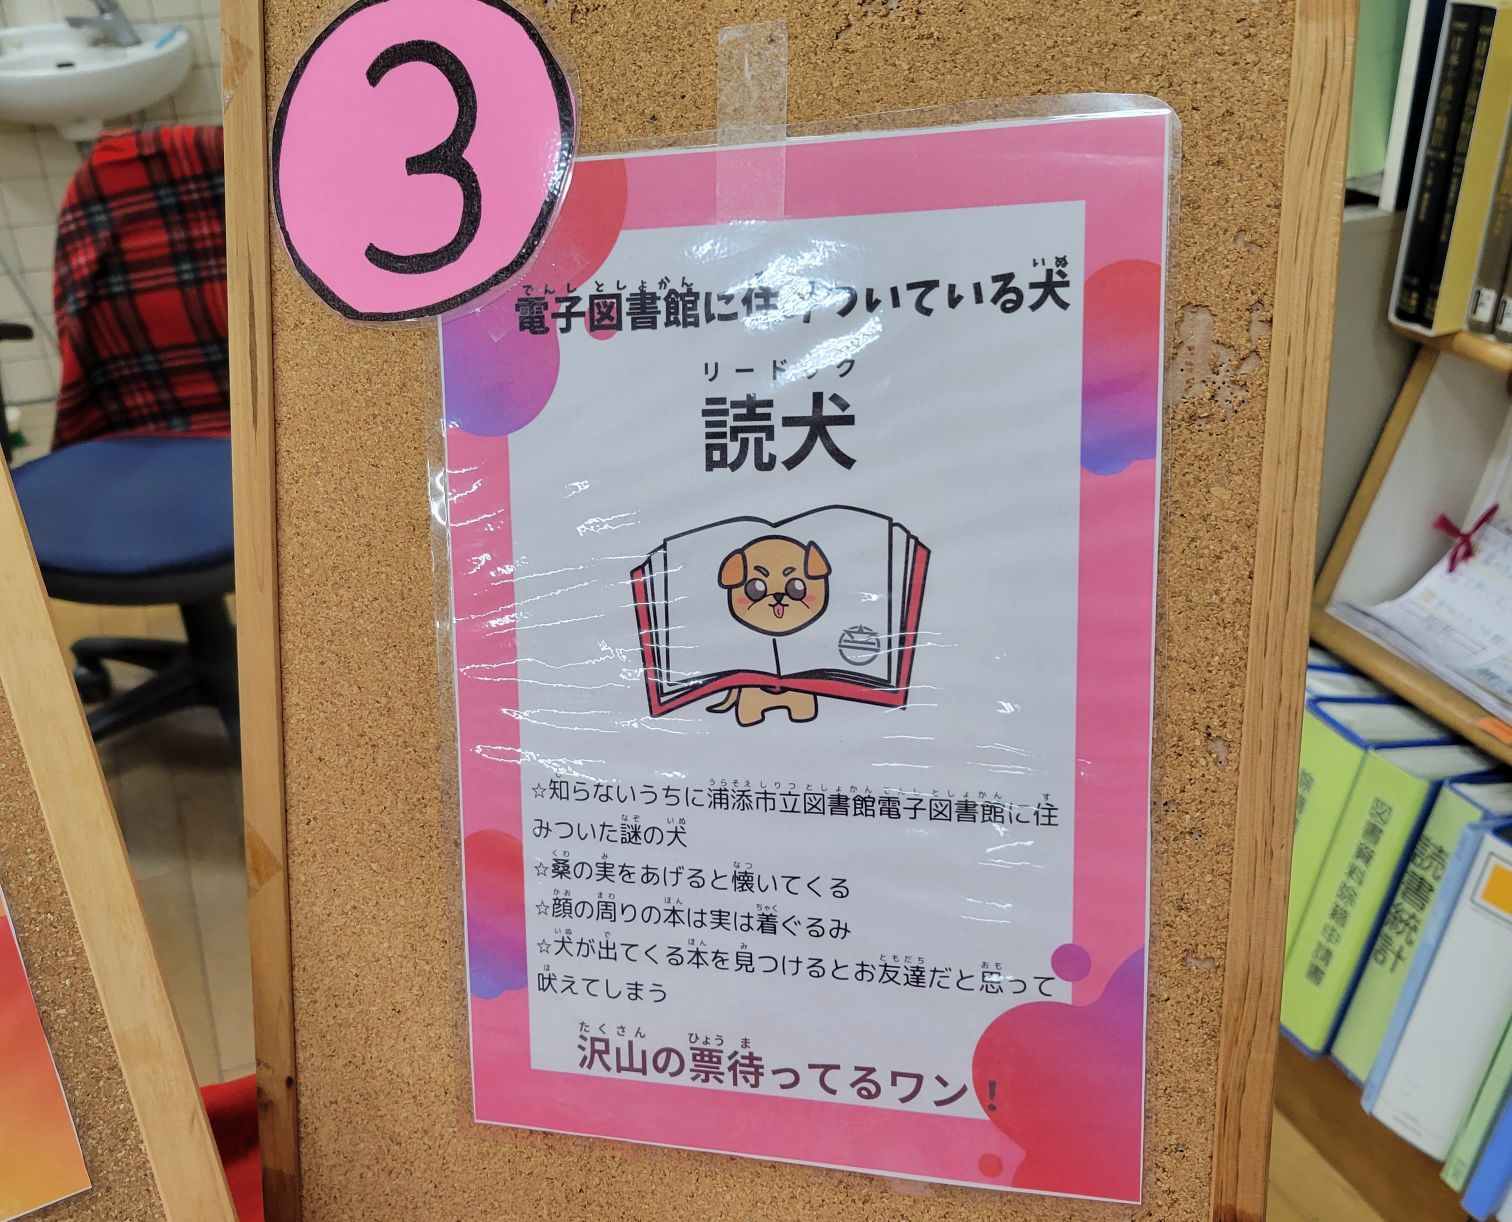 3
電子図書館に住みついている犬
リードック
読犬
☆知らないうちに浦添市立図書館電子図書館に住
みついた謎の犬
☆桑の実をあげると懐いてくる
☆顔の周りの本は実は着ぐるみ
☆犬が出てくる本を見つけるとお友達だと思って
吠えてしまう
沢山の票待ってるワン!
図書資料除籍申請書
読書統計